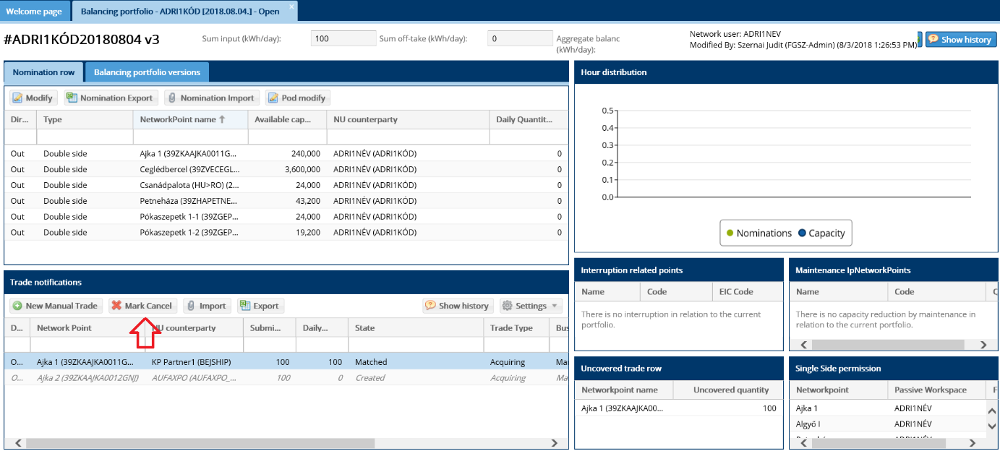 Welcome page
Balancing portfolio - ADRI1KÓD [2018.08.04.] - Open
#ADRI1KÓD20180804 v3
Sum input (kWh/day):
100
Sum off-take (kWh/day):
0
Aggregate balanc
(kWh/day):
Network user: ADRI1NEV
Modified By: Szernai Judit (FGSZ-Admin) (8/3/2018 1:26:53 PM)
Show history
Nomination row
Balancing portfolio versions
Modify
Nomination Export
Nomination Import
Pod modify
Dir...
Type
NetworkPoint name
Available cap...
NU counterparty
Daily Quantit...
Out Double side Ajka 1 (39ZKAAJKA0011G... 240,000 ADRI1NÉV (ADRI1KÓD) 0
Out Double side Ceglédbercel (39ZVECEGL... 3,600,000 ADRI1NÉV (ADRI1KÓD) 0
Out Double side Csanádpalota (HU>RO) (2... 24,000 ADRI1NÉV (ADRI1KÓD) 0
Out Double side Petneháza (39ZHAPETNE... 43,200 ADRI1NÉV (ADRI1KÓD) 0
Out Double side Pókaszepetk 1-1 (39ZGEP... 24,000 ADRI1NÉV (ADRI1KÓD) 0
Out Double side Pókaszepetk 1-2 (39ZGEP... 19,200 ADRI1NÉV (ADRI1KÓD) 0
Hour distribution
0.5
0.4
0.3
0.2
0.1
0.0
Nominations Capacity
Trade notifications
New Manual Trade
Mark Cancel
Import
Export
Show history
Settings
D...
Network Point
NU counterparty
Submi...
Daily...
State
Trade Type
Bus
O... Ajka 1 (39ZKAAJKA0011G... KP Partner1 (BEJSHIP) 100 100 Matched Acquiring Ma
O... Ajka 2 (39ZKAAJKA0012GNJ) AUFAXPO (AUFAXPO_... 100 0 Created Acquiring Ma
Interruption related points
Name Code EIC Code
There is no interruption in relation to the current
portfolio.
Maintenance IpNetworkPoints
Name Code
There is no capacity reduction by maintenance in
relation to the current portfolio.
Uncovered trade row
Networkpoint name Uncovered quantity
Ajka 1 (39ZKAAJKA00... 100
Single Side permission
Networkpoint Passive Workspace F
Ajka 1 ADRI1NÉV
Algyő I ADRI1NÉV